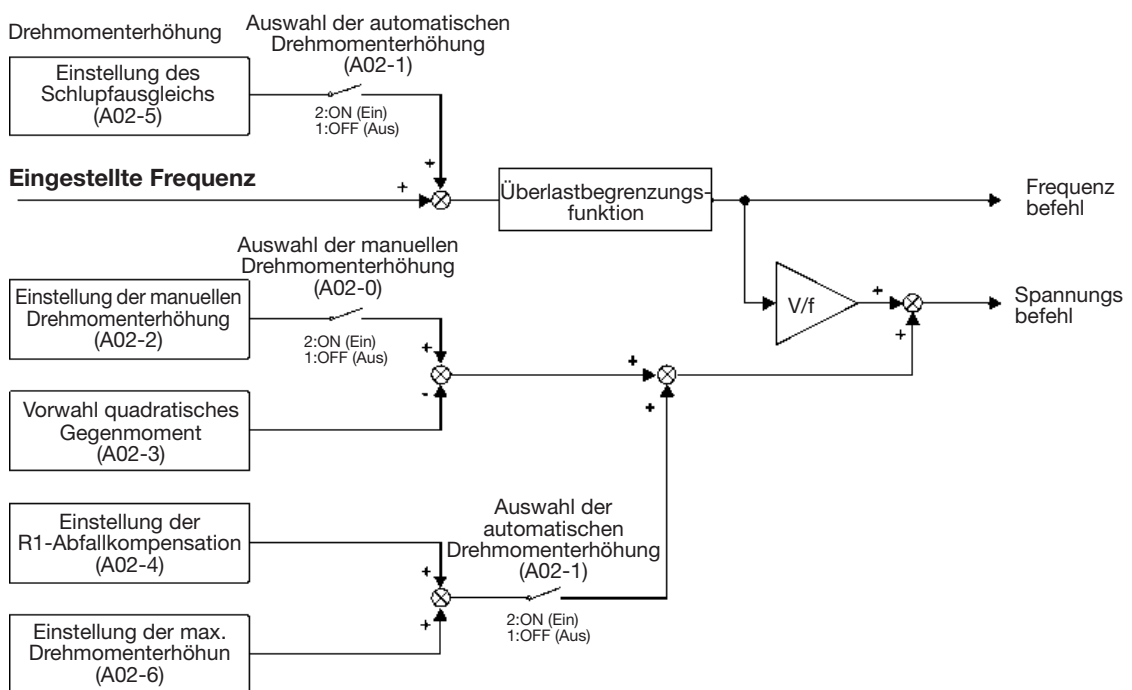 Drehmomenterhöhung
Auswahl der automatischen
Drehmomenterhöhung
(A02-1)
Einstellung des
Schlupfausgleichs
(A02-5)
2:ON (Ein)
1:OFF (Aus)
+
Eingestellte Frequenz
+
Überlastbegrenzungs-
funktion
Frequenz
befehl
Auswahl der manuellen
Drehmomenterhöhung
(A02-0)
Einstellung der manuellen
Drehmomenterhöhung
(A02-2)
2:ON (Ein)
1:OFF (Aus)
V/f
+
+
Spannungs
befehl
+
-
+
+
Vorwahl quadratisches
Gegenmoment
(A02-3)
Einstellung der
R1-Abfallkompensation
(A02-4)
Auswahl der
automatischen
Drehmomenterhöhung
(A02-1)
+
+
2:ON (Ein)
1:OFF (Aus)
Einstellung der max.
Drehmomenterhöhun
(A02-6)